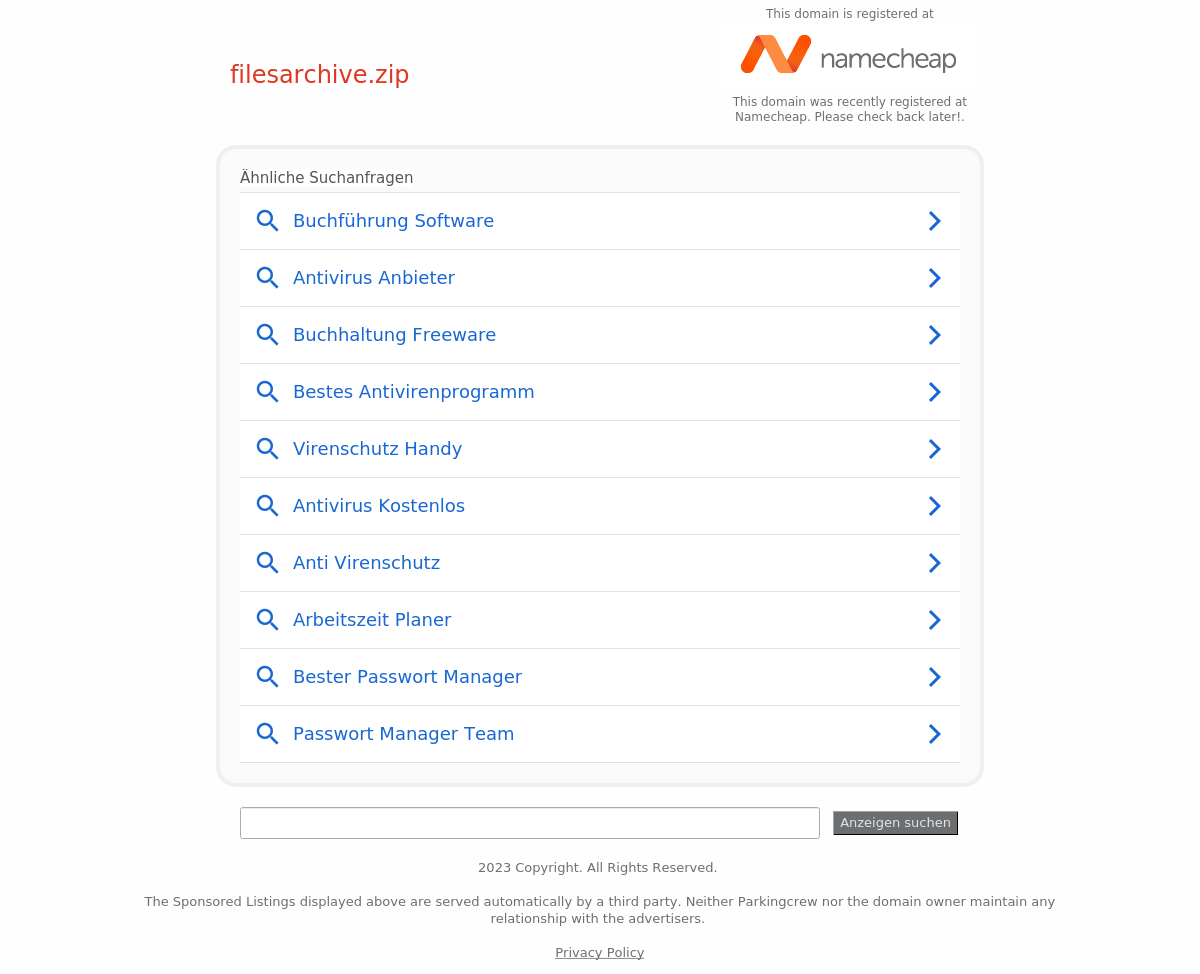 This domain is registered at
namecheap
filesarchive.zip
This domain was recently registered at
Namecheap. Please check back later!.
Ähnliche Suchanfragen
Buchführung Software
Antivirus Anbieter
Buchhaltung Freeware
Bestes Antivirenprogramm
Virenschutz Handy
Antivirus Kostenlos
Anti Virenschutz
Arbeitszeit Planer
Bester Passwort Manager
Passwort Manager Team
Anzeigen suchen
2023 Copyright. All Rights Reserved.
The Sponsored Listings displayed above are served automatically by a third party. Neither Parkingcrew nor the domain owner maintain any
relationship with the advertisers.
Privacy Policy